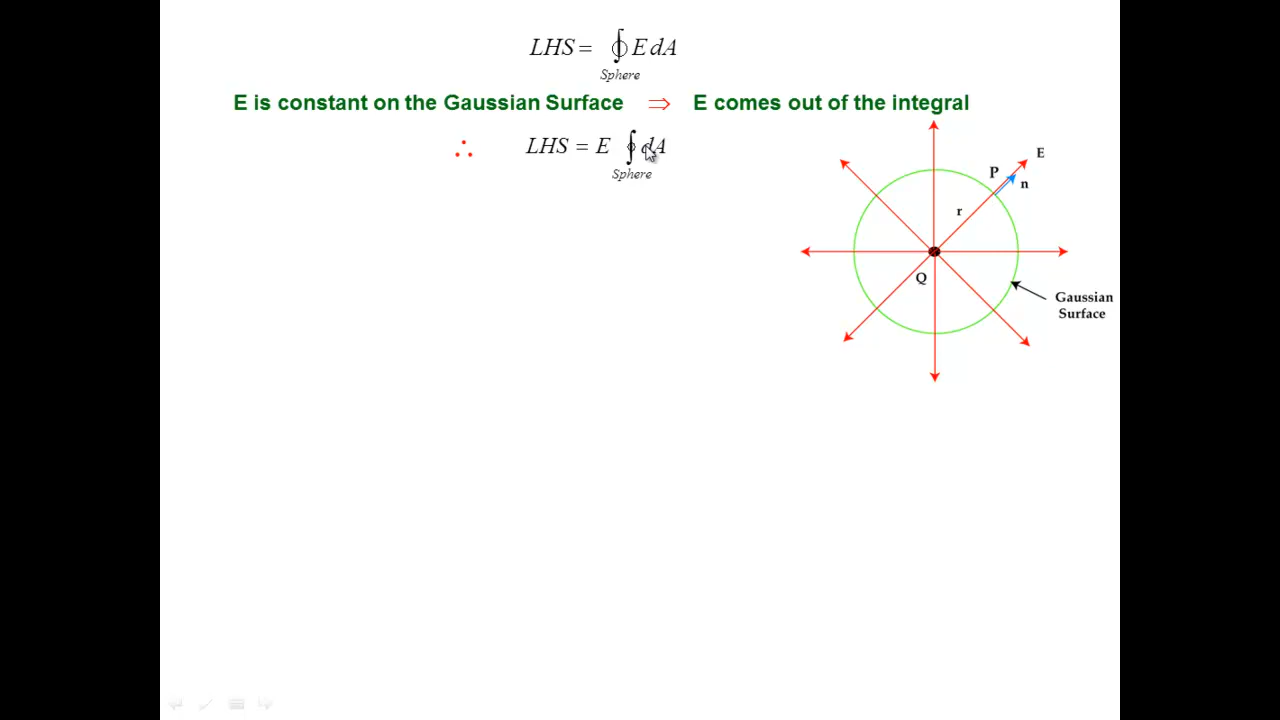 LHS = ∮ E dA
Sphere
E is constant on the Gaussian Surface ⇒ E comes out of the integral
∴ LHS = E ∮ dA
Sphere
E
P
n
r
Q
Gaussian
Surface